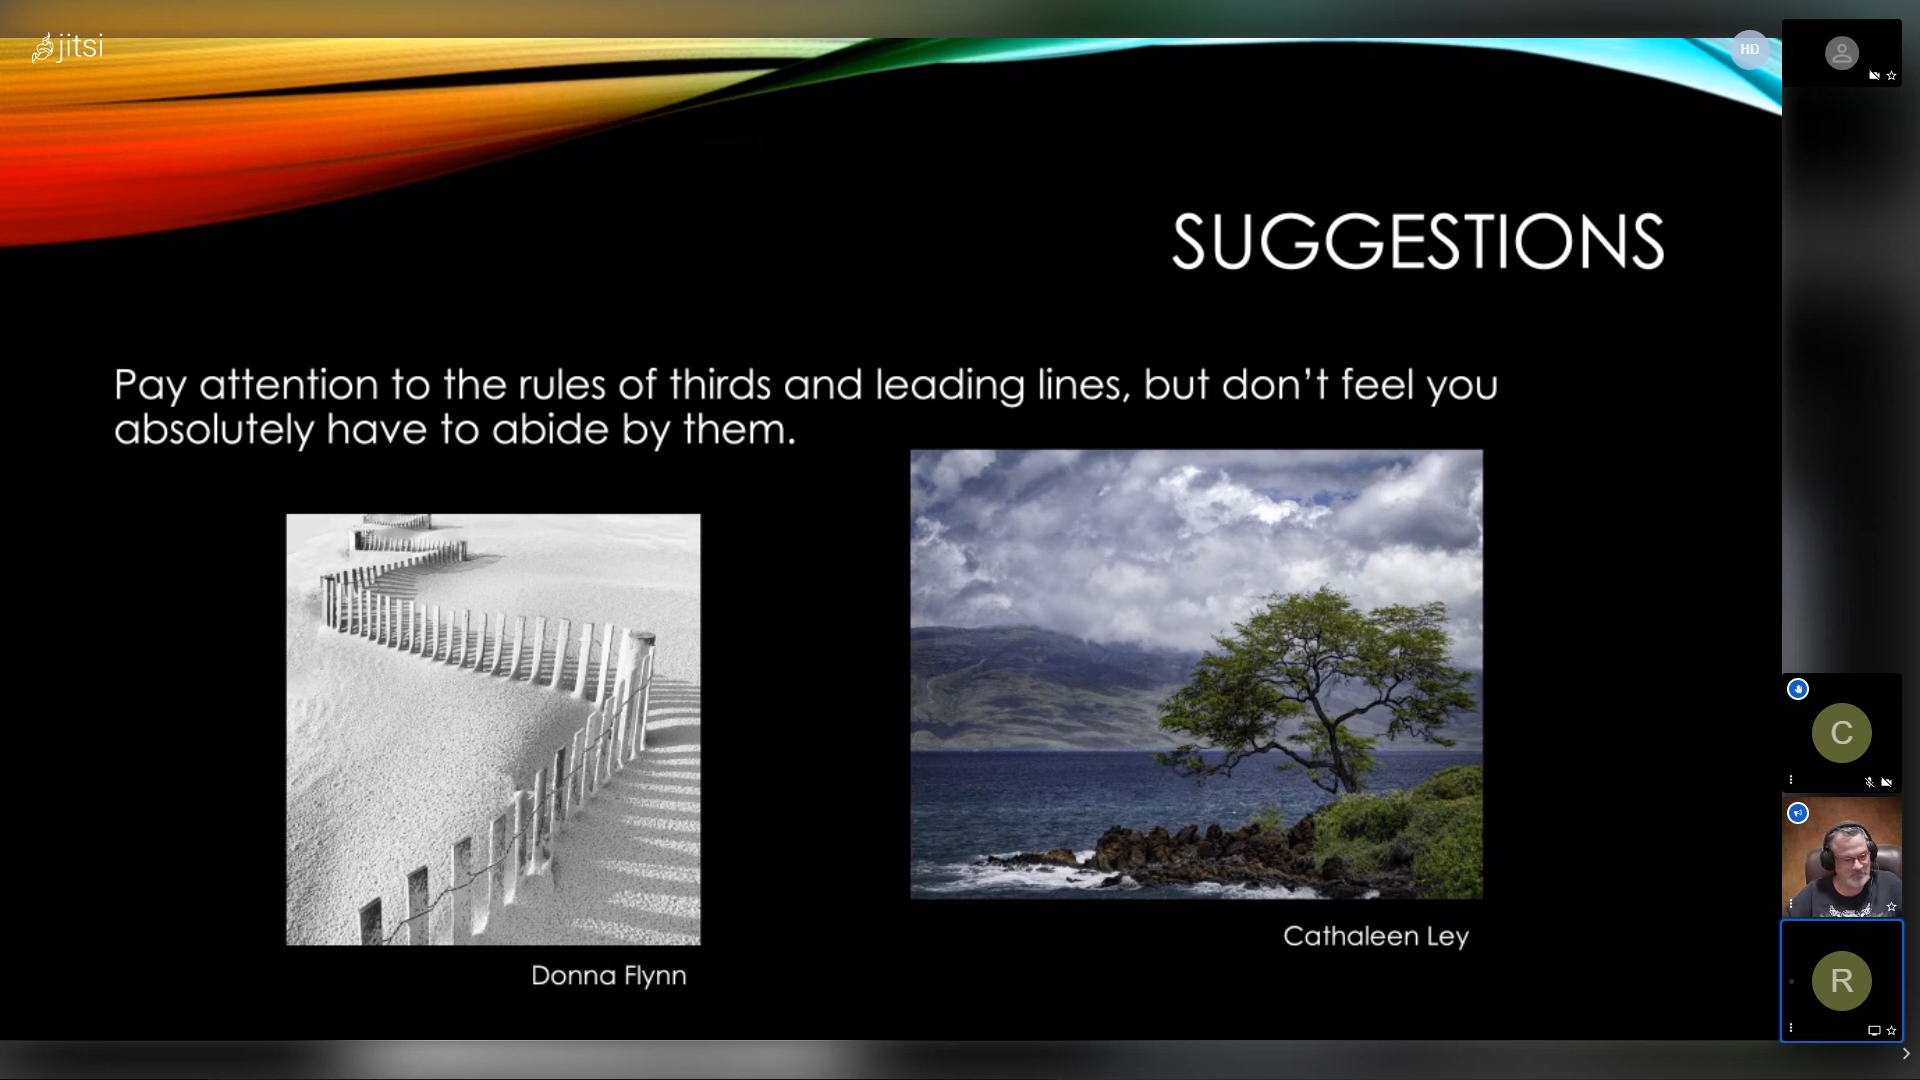 jitsi
HD
SUGGESTIONS
Pay attention to the rules of thirds and leading lines, but don’t feel you
absolutely have to abide by them.
Cathaleen Ley
Donna Flynn
C
R